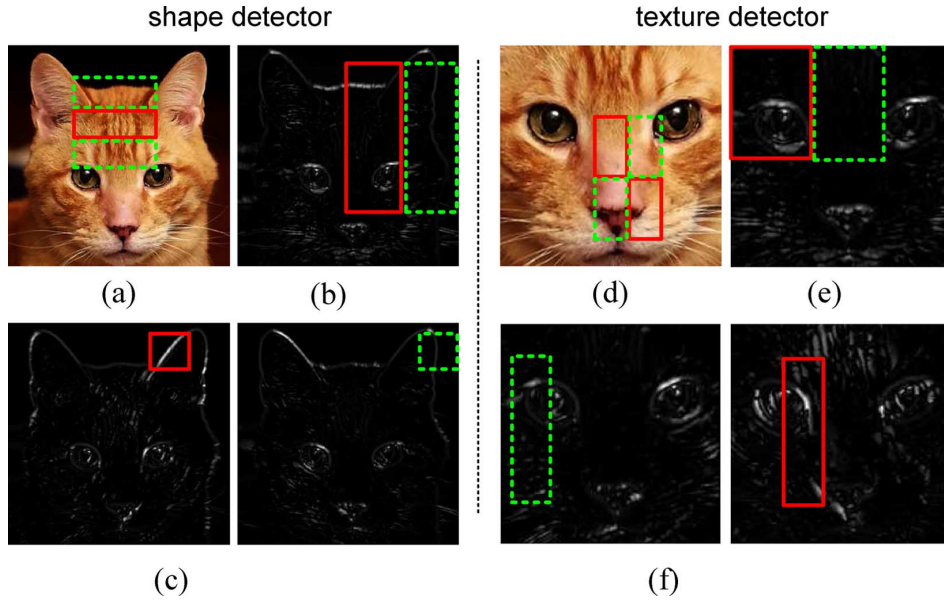 shape detector
texture detector
(a)
(b)
(d)
(e)
(c)
(f)